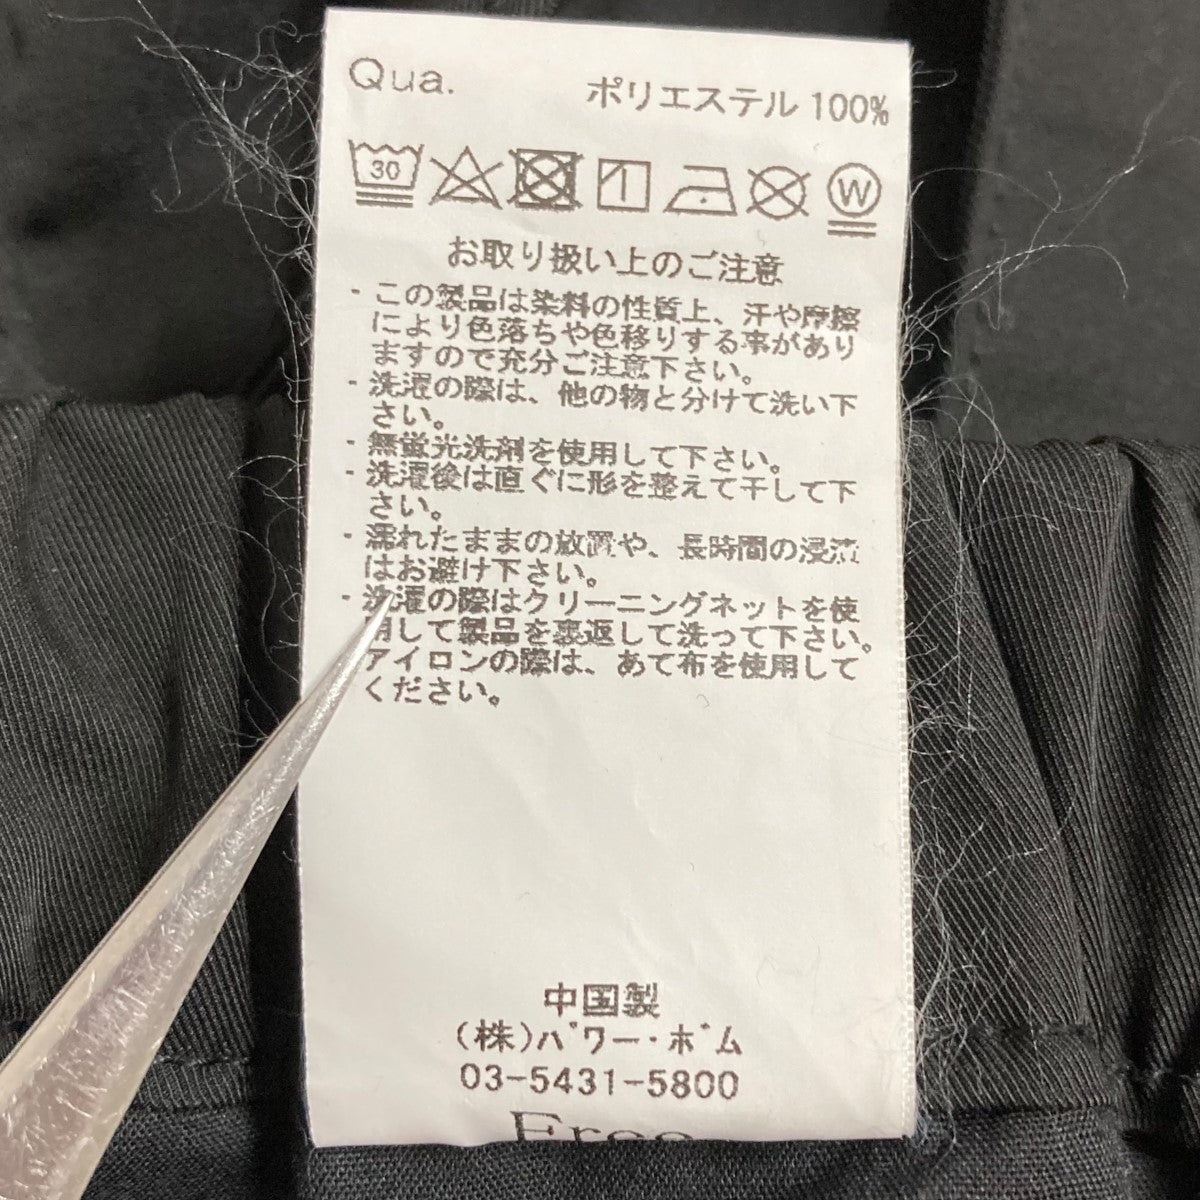 Qua.
ポリエステル 100%
30
W
お取り扱い上のご注意
・この製品は染料の性質上、汗や摩擦
により色落ちや色移りする事があり
ますので充分ご注意下さい。
・洗濯の際は、他の物と分けて洗い下
さい。
・無蛍光洗剤を使用して下さい。
・洗濯後は直ぐに形を整えて干して下
さい。
・濡れたままの放置や、長時間の浸漬
はお避け下さい。
・洗濯の際はクリーニングネットを使
用して製品を裏返して洗って下さい。
アイロンの際は、あて布を使用して
ください。
中国製
(株)パワー・ボム
03-5431-5800
Free